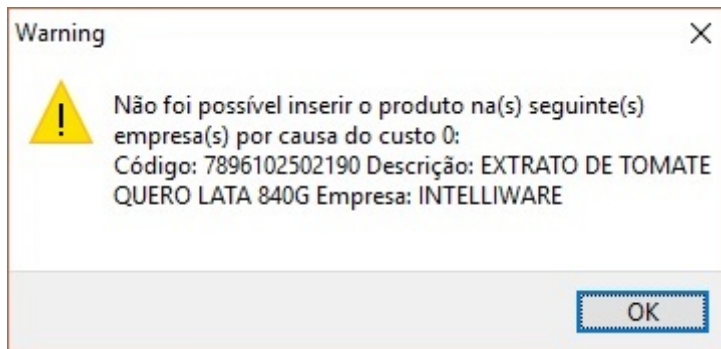 Warning
Não foi possível inserir o produto na(s) seguinte(s)
empresa(s) por causa do custo 0:
Código: 7896102502190 Descrição: EXTRATO DE TOMATE
QUERO LATA 840G Empresa: INTELLIWARE
OK